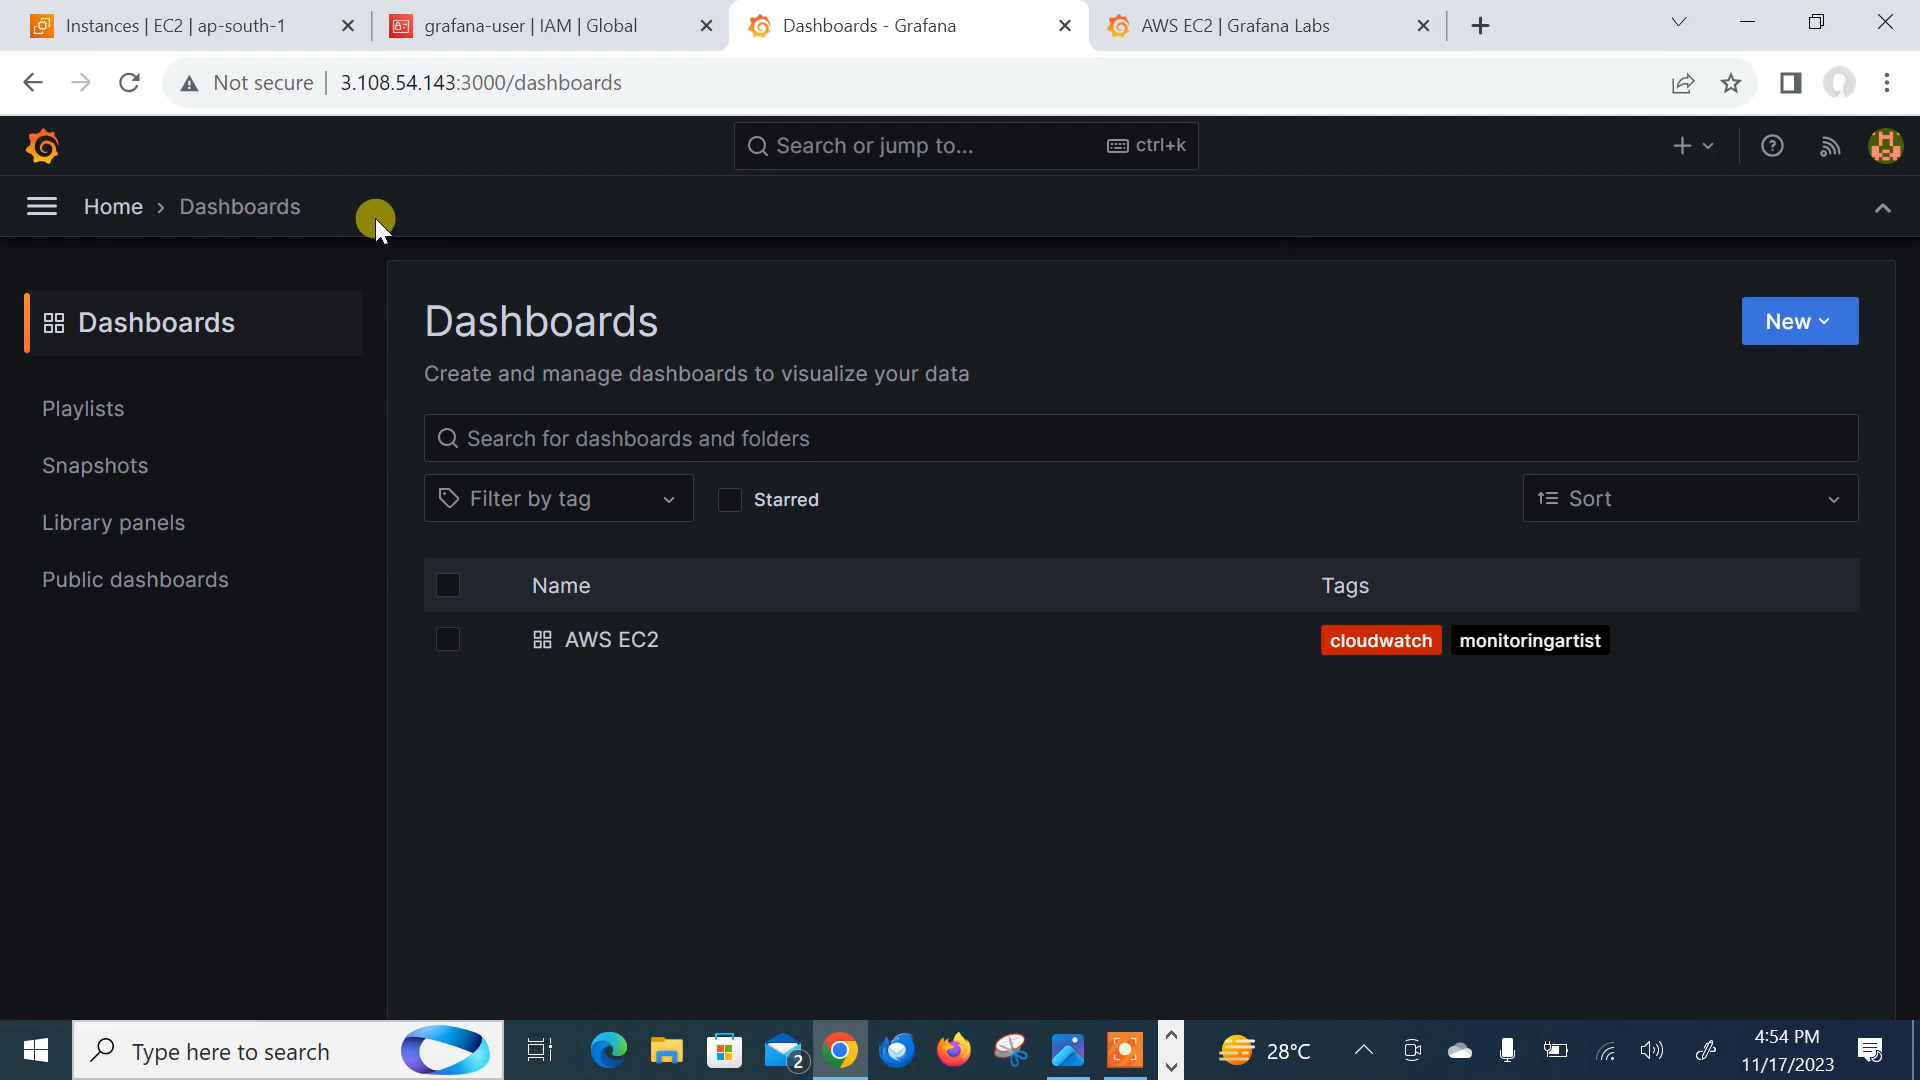 Instances | EC2 | ap-south-1
grafana-user | IAM | Global
Dashboards - Grafana
AWS EC2 | Grafana Labs
Not secure
3.108.54.143:3000/dashboards
Search or jump to...
ctrl+k
Home
Dashboards
Dashboards
Playlists
Snapshots
Library panels
Public dashboards
Dashboards
New
Create and manage dashboards to visualize your data
Search for dashboards and folders
Filter by tag
Starred
Sort
Name
Tags
AWS EC2
cloudwatch
monitoringartist
Type here to search
2
28°C
4:54 PM
11/17/2023